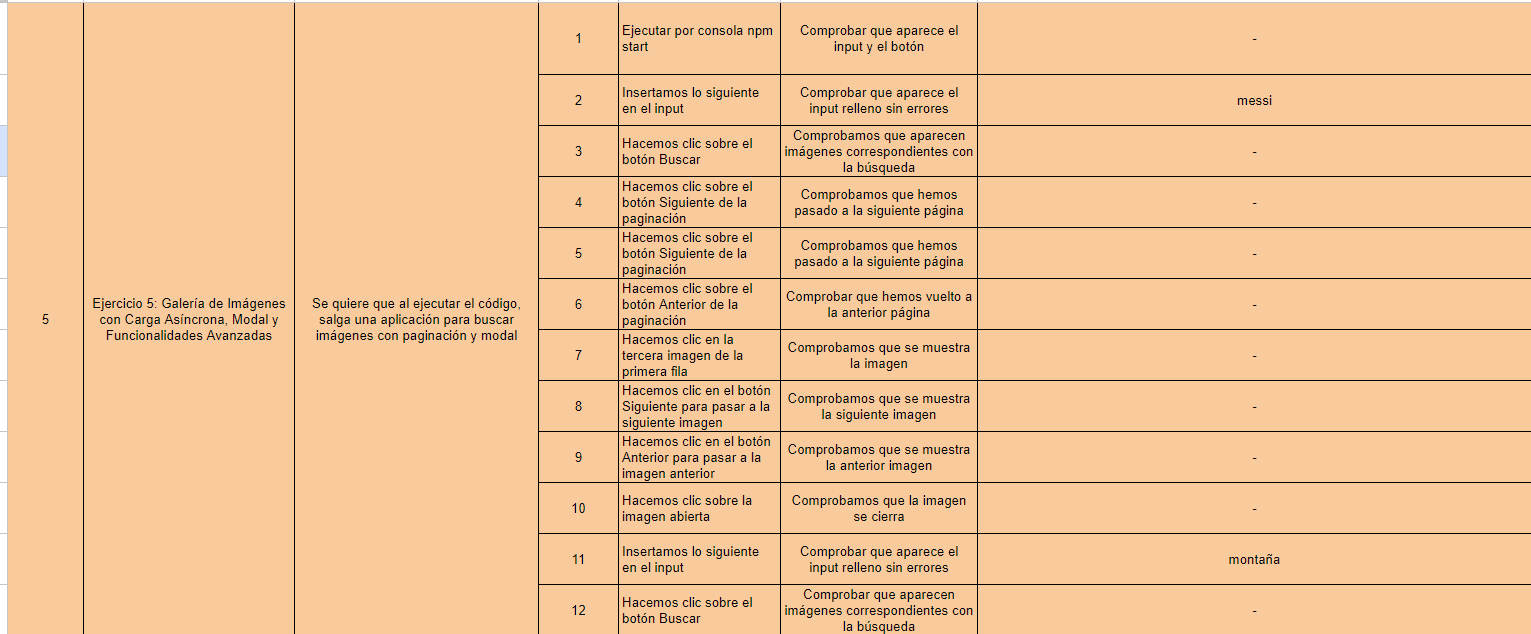 5
Ejercicio 5: Galería de Imágenes
con Carga Asíncrona, Modal y
Funcionalidades Avanzadas
Se quiere que al ejecutar el código,
salga una aplicación para buscar
imágenes con paginación y modal
1
Ejecutar por consola npm
start
Comprobar que aparece el
input y el botón
-
2
Insertamos lo siguiente
en el input
Comprobar que aparece el
input relleno sin errores
messi
3
Hacemos clic sobre el
botón Buscar
Comprobamos que aparecen
imágenes correspondientes con
la búsqueda
-
4
Hacemos clic sobre el
botón Siguiente de la
paginación
Comprobamos que hemos
pasado a la siguiente página
-
5
Hacemos clic sobre el
botón Siguiente de la
paginación
Comprobamos que hemos
pasado a la siguiente página
-
6
Hacemos clic sobre el
botón Anterior de la
paginación
Comprobar que hemos vuelto a
la anterior página
-
7
Hacemos clic en la
tercera imagen de la
primera fila
Comprobamos que se muestra
la imagen
-
8
Hacemos clic en el botón
Siguiente para pasar a la
siguiente imagen
Comprobamos que se muestra
la siguiente imagen
-
9
Hacemos clic en el botón
Anterior para pasar a la
imagen anterior
Comprobamos que se muestra
la anterior imagen
-
10
Hacemos clic sobre la
imagen abierta
Comprobamos que la imagen
se cierra
-
11
Insertamos lo siguiente
en el input
Comprobar que aparece el
input relleno sin errores
montaña
12
Hacemos clic sobre el
botón Buscar
Comprobar que aparecen
imágenes correspondientes con
la búsqueda
-